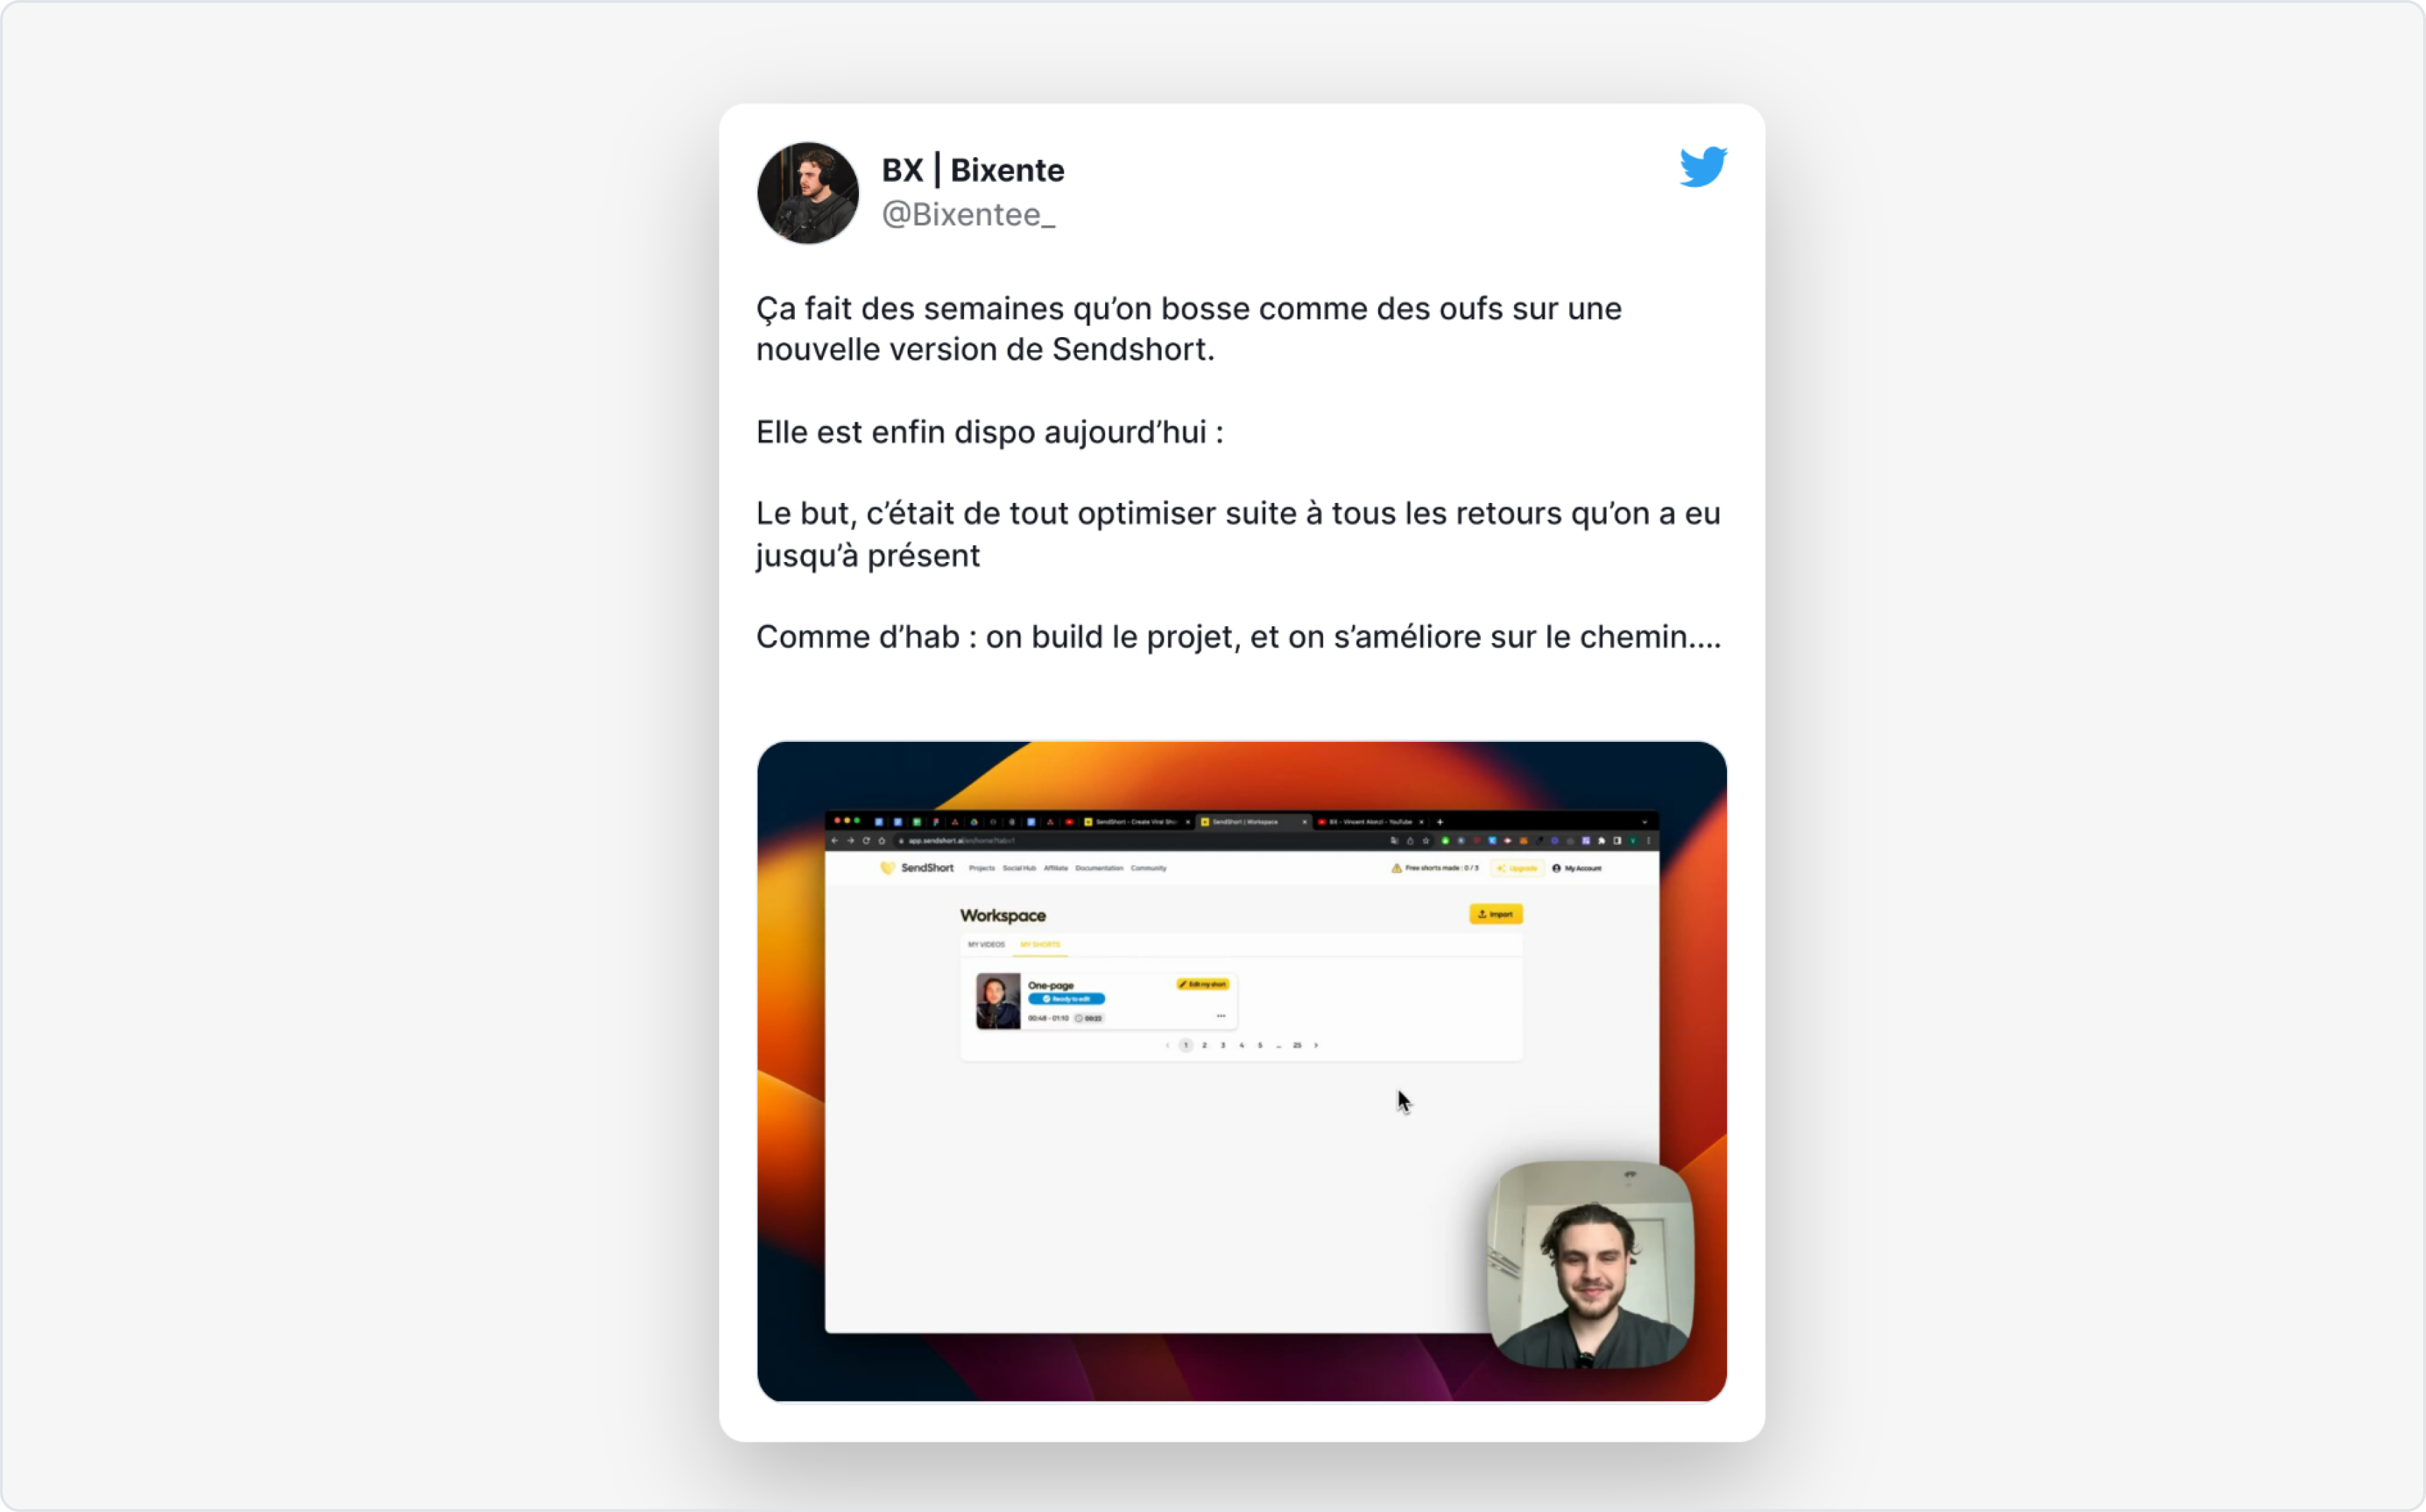 BX | Bixente
@Bixentee_
Ça fait des semaines qu’on bosse comme des oufs sur une
nouvelle version de Sendshort.
Elle est enfin dispo aujourd’hui :
Le but, c’était de tout optimiser suite à tous les retours qu’on a eu
jusqu’à présent
Comme d’hab : on build le projet, et on s’améliore sur le chemin....
SendShort - Create Viral Sho
SendShort | Workspace
BX - Vincent Alonzi - YouTube
app.sendshort.ai/en/home?tab=1
SendShort Projects Social Hub Affiliate Documentation Community Free shorts made : 0 / 3 Upgrade My Account
Workspace
Import
MY VIDEOS MY SHORTS
One-page
Edit my short
Ready to edit
00:48 - 01:10
1 2 3 4 5 ... 25